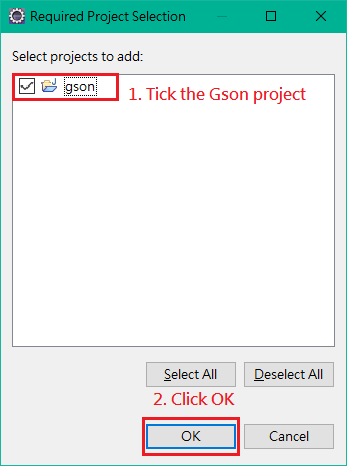 Required Project Selection
Select projects to add:
gson
1. Tick the Gson project
Select All
Deselect All
2. Click OK
OK
Cancel